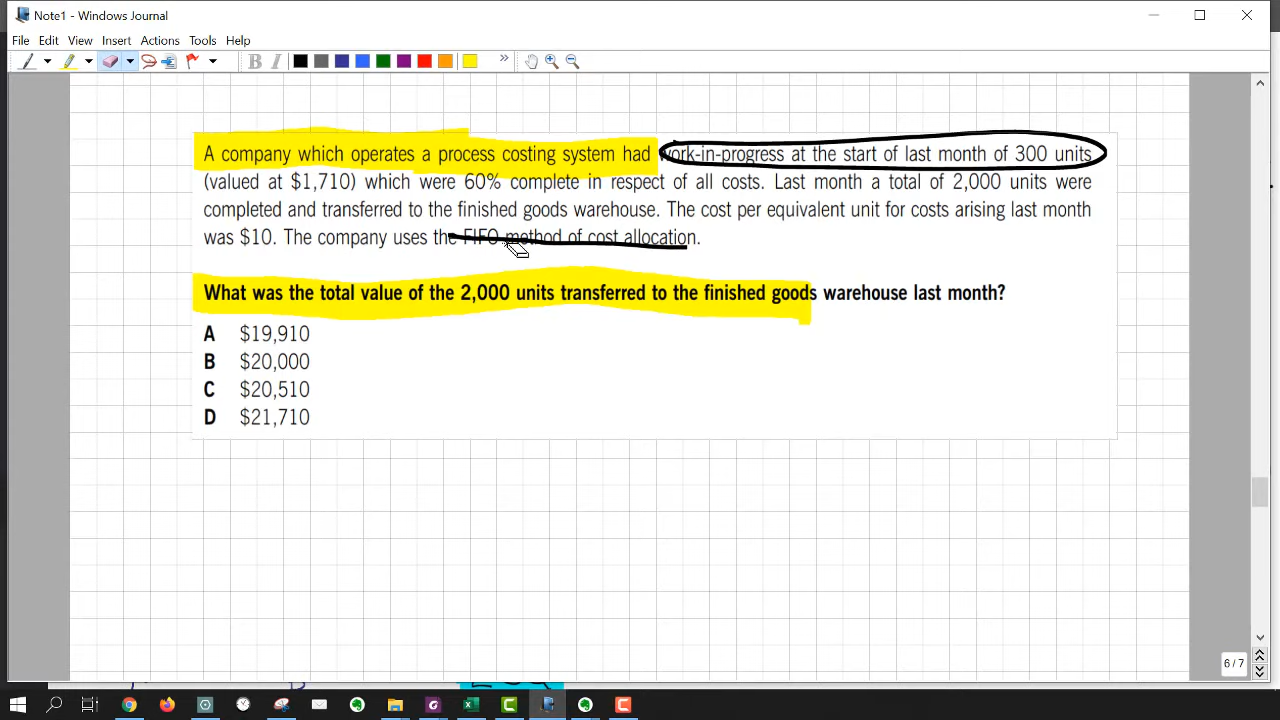 Note1 - Windows Journal
File Edit View Insert Actions Tools Help
B I »
A company which operates a process costing system had work-in-progress at the start of last month of 300 units
(valued at $1,710) which were 60% complete in respect of all costs. Last month a total of 2,000 units were
completed and transferred to the finished goods warehouse. The cost per equivalent unit for costs arising last month
was $10. The company uses the FIFO method of cost allocation.
What was the total value of the 2,000 units transferred to the finished goods warehouse last month?
A $19,910
B $20,000
C $20,510
D $21,710
6 / 7